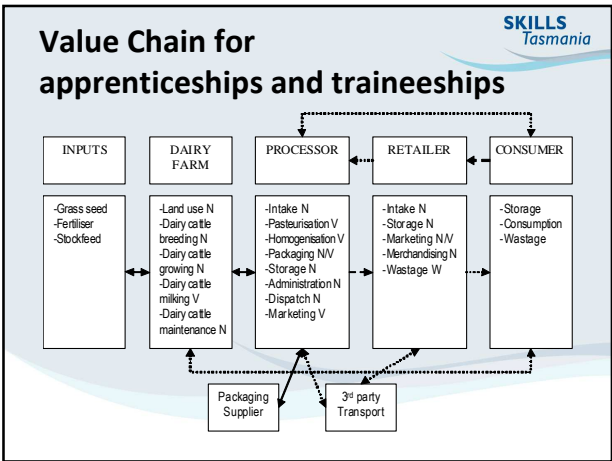 SKILLS
Tasmania
Value Chain for
apprenticeships and traineeships
INPUTS
DAIRY
FARM
PROCESSOR
RETAILER
CONSUMER
-Grass seed
-Fertiliser
-Stockfeed
-Land use N
-Dairy cattle
breeding N
-Dairy cattle
growing N
-Dairy cattle
milking V
-Dairy cattle
maintenance N
-Intake N
-Pasteurisation V
-Homogenisation V
-Packaging N/V
-Storage N
-Administration N
-Dispatch N
-Marketing V
-Intake N
-Storage N
-Marketing N/V
-Merchandising N
-Wastage W
-Storage
-Consumption
-Wastage
Packaging
Supplier
3rd party
Transport